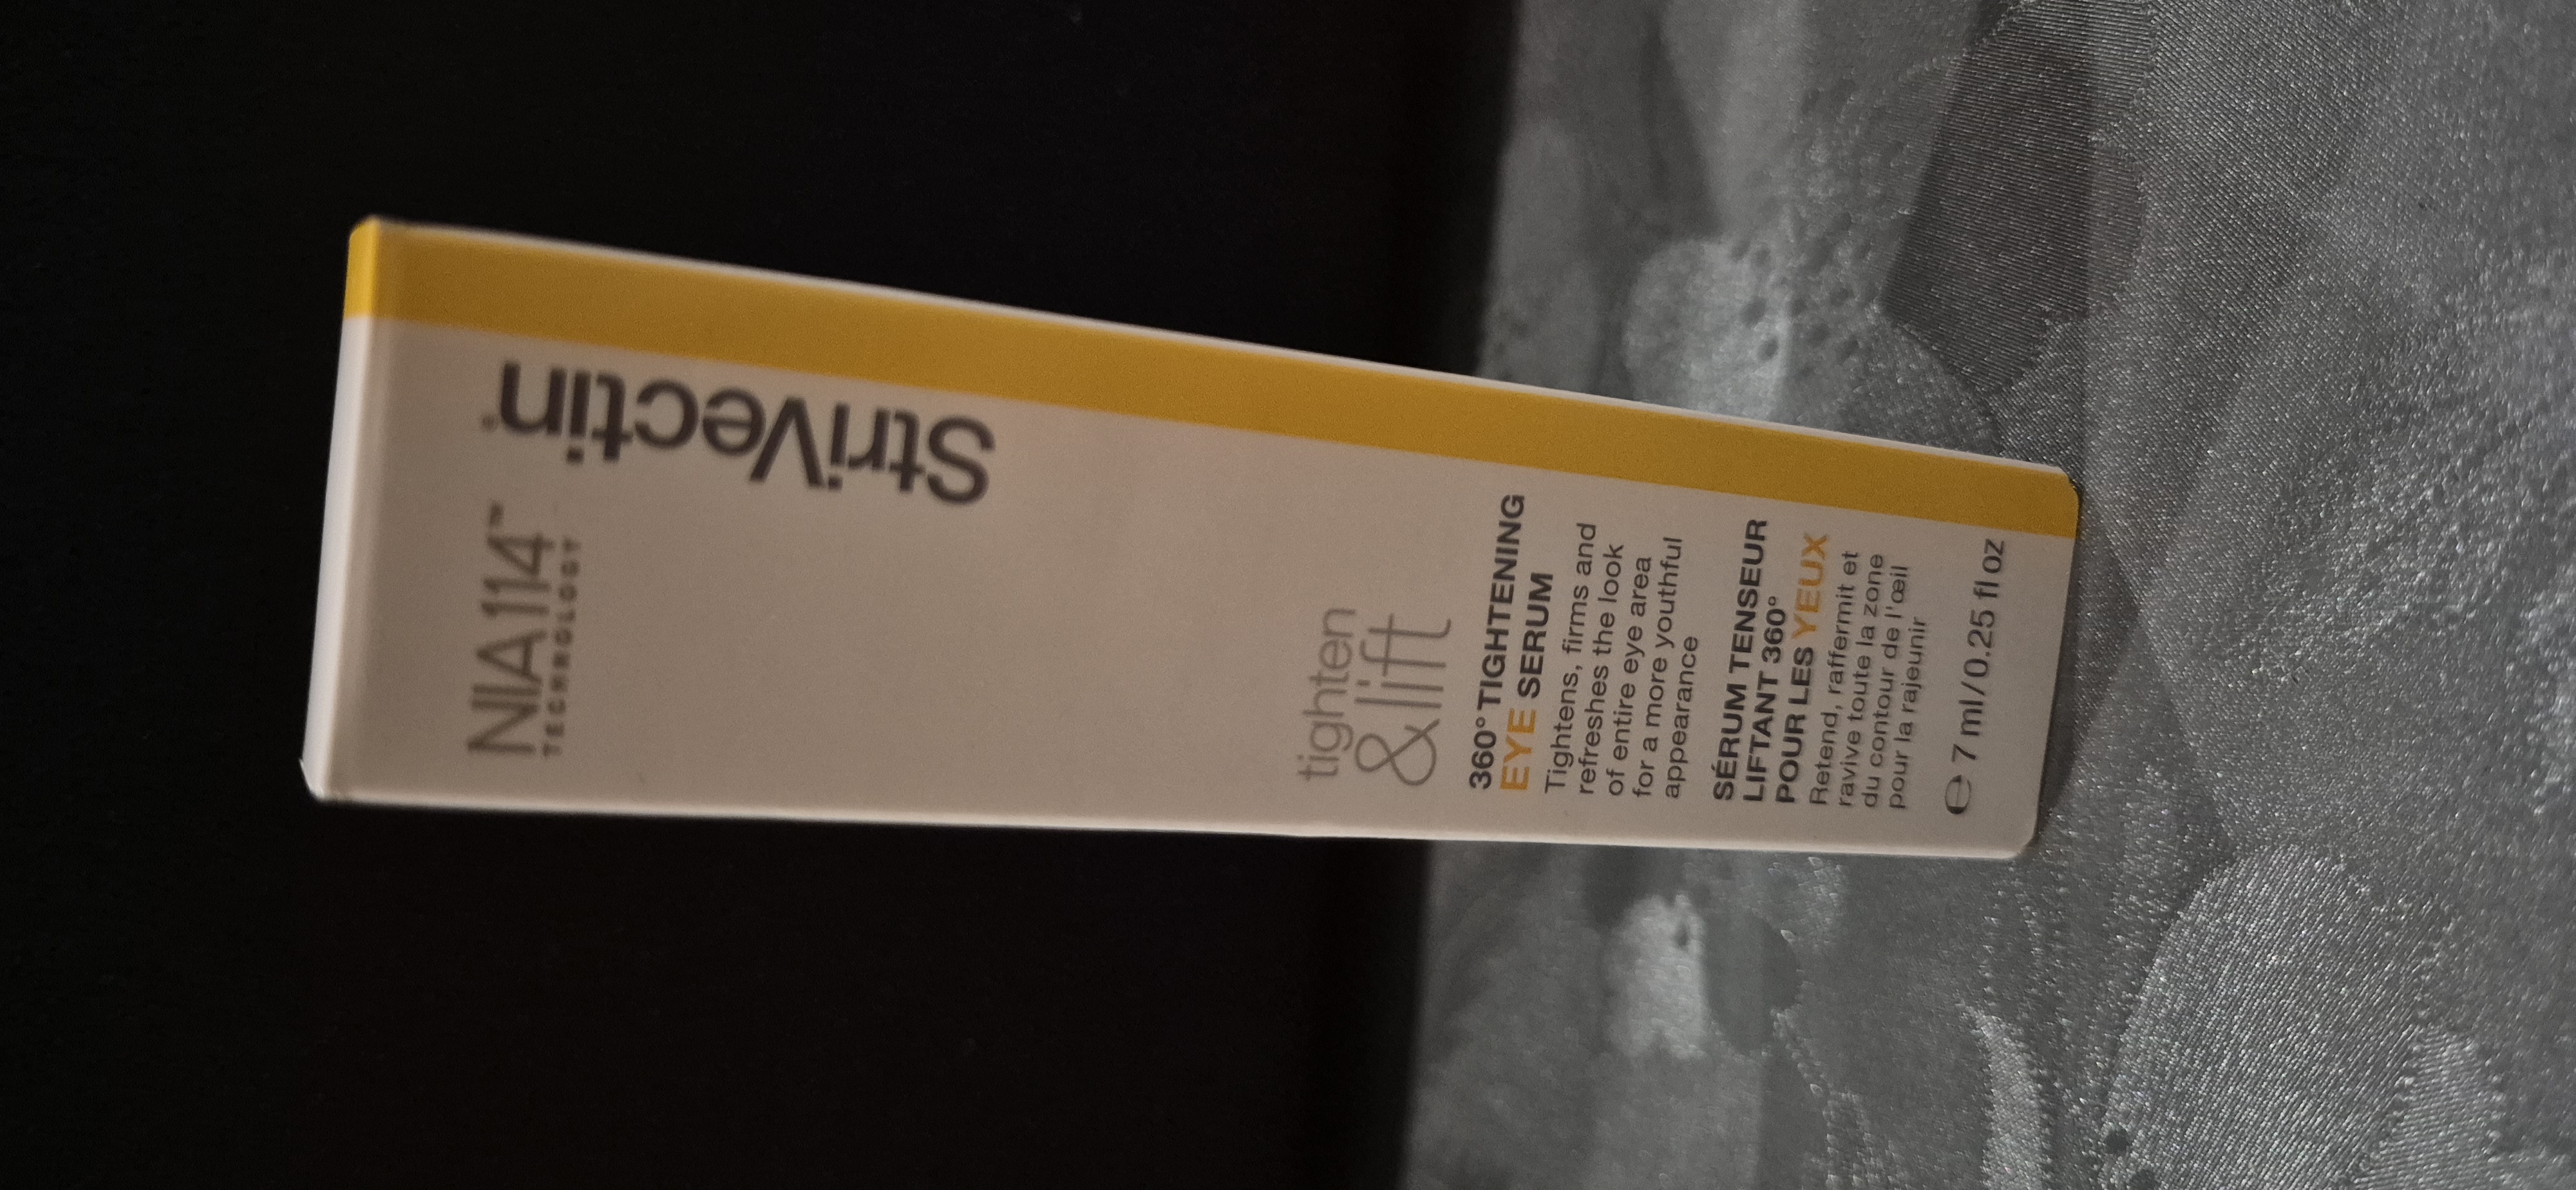 NIA114™
TECHNOLOGY
StriVectin®
tighten
&lift
360° TIGHTENING
EYE SERUM
Tightens, firms and
refreshes the look
of entire eye area
for a more youthful
appearance
SÉRUM TENSEUR
LIFTANT 360°
POUR LES YEUX
Retend, raffermit et
ravive toute la zone
du contour de l'œil
pour la rajeunir
℮ 7 ml/0.25 fl oz